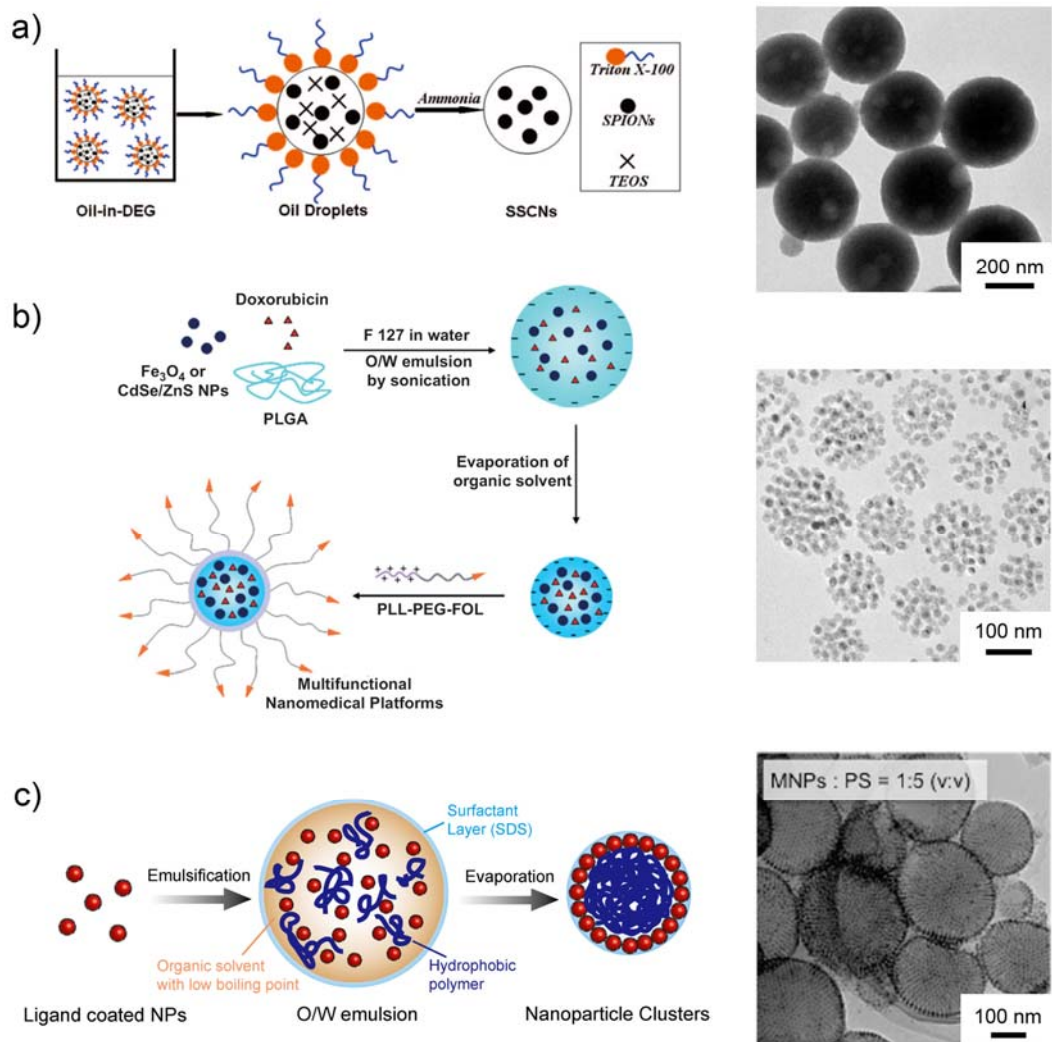 a)
Oil-in-DEG
Oil Droplets
Ammonia
SSCNs
Triton X-100
SPIONs
TEOS
200 nm
b)
Doxorubicin
Fe₃O₄ or
CdSe/ZnS NPs
PLGA
F 127 in water
O/W emulsion
by sonication
Evaporation of
organic solvent
+ + + +
+ + + +
PLL-PEG-FOL
Multifunctional
Nanomedical Platforms
100 nm
c)
Ligand coated NPs
Emulsification
Organic solvent
with low boiling point
O/W emulsion
Surfactant
Layer (SDS)
Hydrophobic
polymer
Evaporation
Nanoparticle Clusters
MNPs : PS = 1:5 (v:v)
100 nm